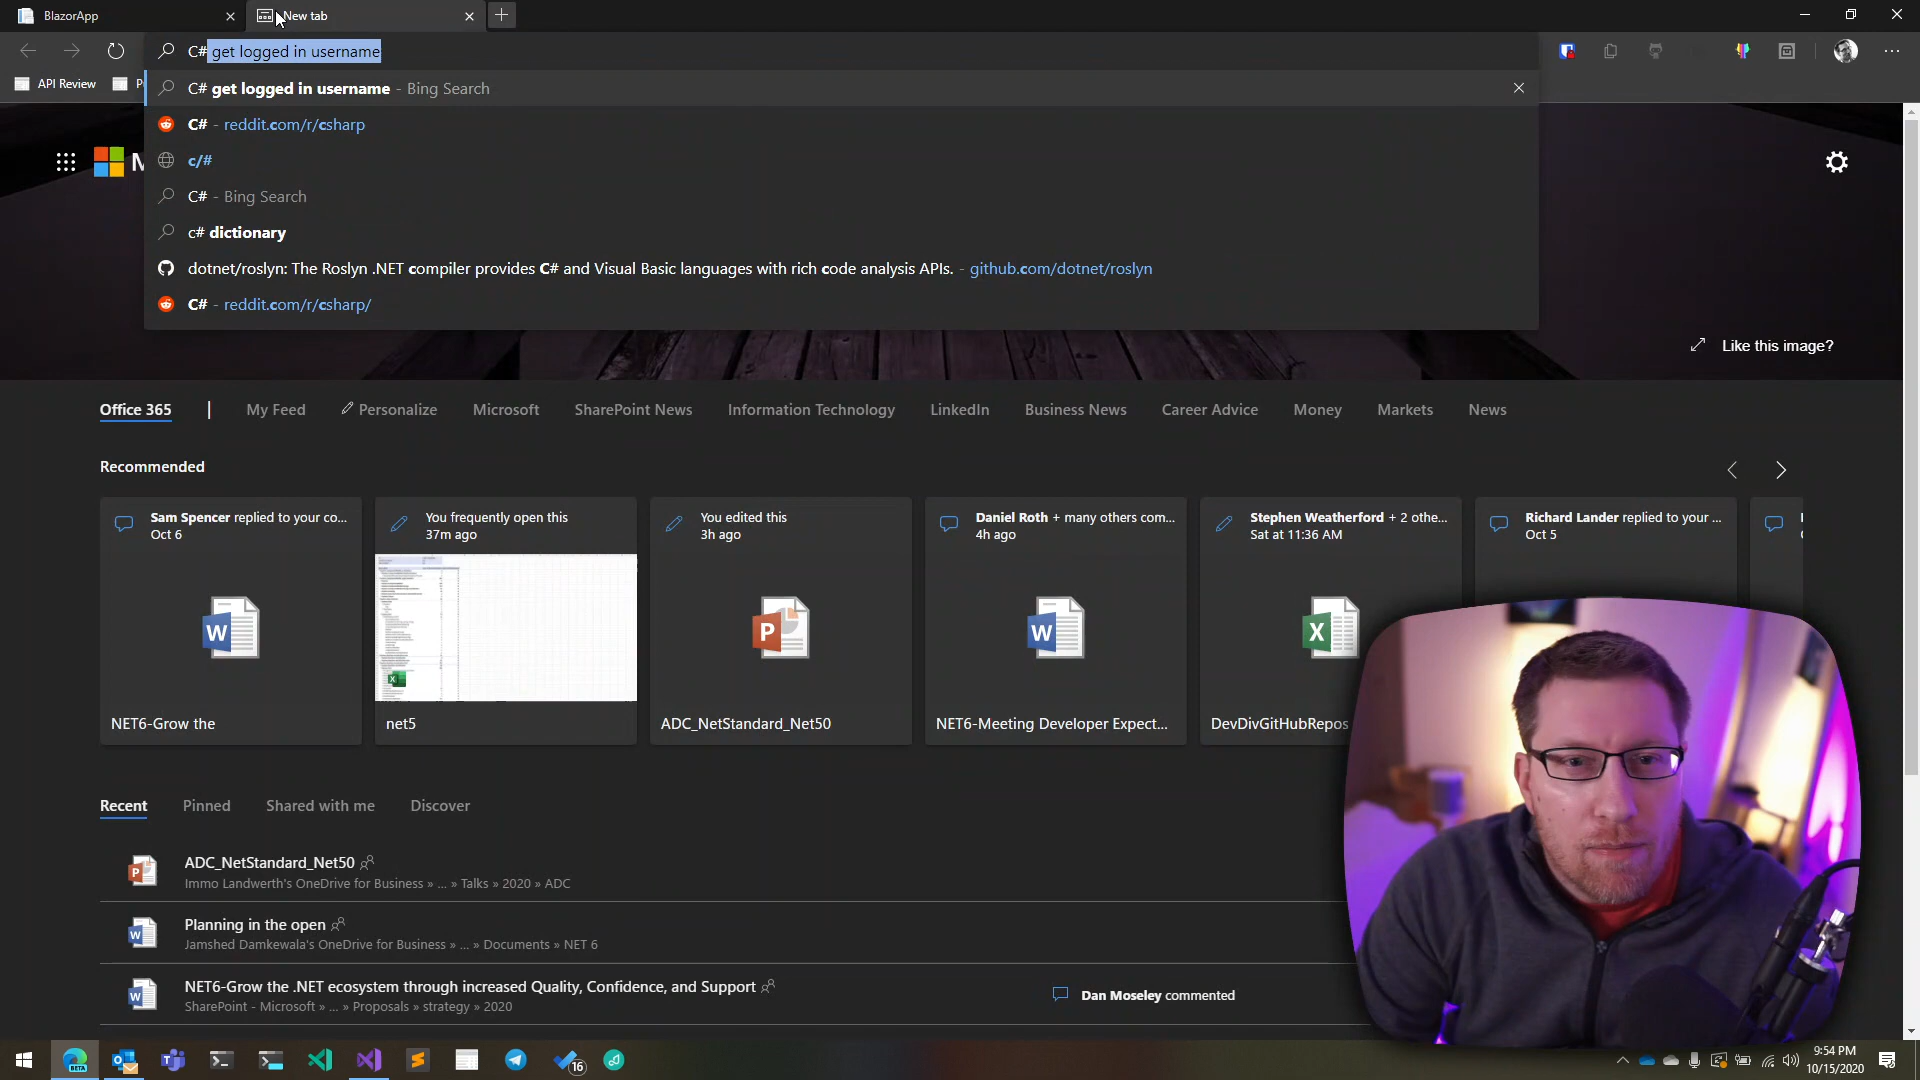 BlazorApp
New tab
C# get logged in username
API Review
C# get logged in username - Bing Search
C# - reddit.com/r/csharp
c/#
C# - Bing Search
c# dictionary
dotnet/roslyn: The Roslyn .NET compiler provides C# and Visual Basic languages with rich code analysis APIs. - github.com/dotnet/roslyn
C# - reddit.com/r/csharp/
Like this image?
Office 365 | My Feed Personalize Microsoft SharePoint News Information Technology LinkedIn Business News Career Advice Money Markets News
Recommended
Sam Spencer replied to your co...
Oct 6
NET6-Grow the
You frequently open this
37m ago
net5
You edited this
3h ago
ADC_NetStandard_Net50
Daniel Roth + many others com...
4h ago
NET6-Meeting Developer Expect...
Stephen Weatherford + 2 othe...
Sat at 11:36 AM
DevDivGitHubRepos
Richard Lander replied to your ...
Oct 5
Recent Pinned Shared with me Discover
ADC_NetStandard_Net50
Immo Landwerth's OneDrive for Business » ... » Talks » 2020 » ADC
Planning in the open
Jamshed Damkewala's OneDrive for Business » ... » Documents » NET 6
NET6-Grow the .NET ecosystem through increased Quality, Confidence, and Support
SharePoint - Microsoft » ... » Proposals » strategy » 2020
Dan Moseley commented
BETA
16
9:54 PM
10/15/2020